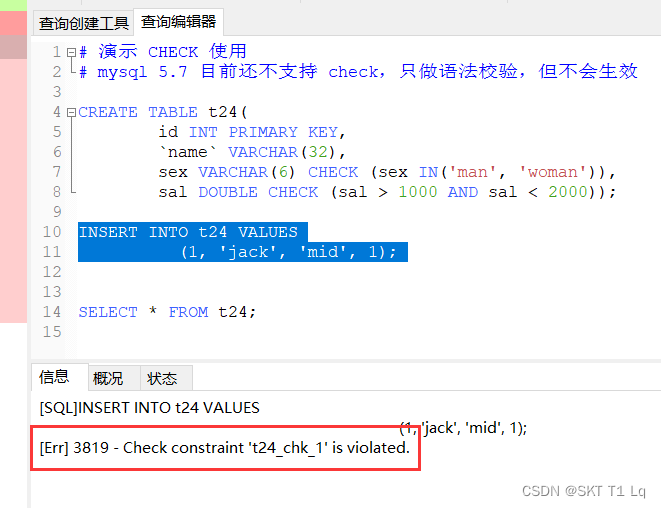 查询创建工具 查询编辑器
1 # 演示 CHECK 使用
2 # mysql 5.7 目前还不支持 check，只做语法校验，但不会生效
3
4 CREATE TABLE t24(
5 id INT PRIMARY KEY,
6 `name` VARCHAR(32),
7 sex VARCHAR(6) CHECK (sex IN('man', 'woman')),
8 sal DOUBLE CHECK (sal > 1000 AND sal < 2000));
9
10 INSERT INTO t24 VALUES
11 (1, 'jack', 'mid', 1);
12
13
14 SELECT * FROM t24;
15
信息 概况 状态
[SQL]INSERT INTO t24 VALUES
(1, 'jack', 'mid', 1);
[Err] 3819 - Check constraint 't24_chk_1' is violated.
CSDN @SKT T1 Lq